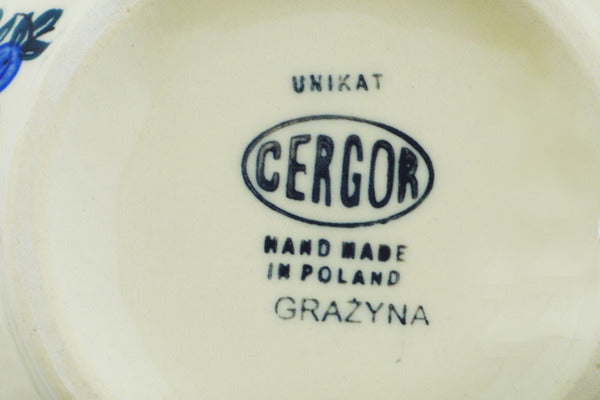 UNIKAT
CERGOR
HAND MADE
IN POLAND
GRAŻYNA